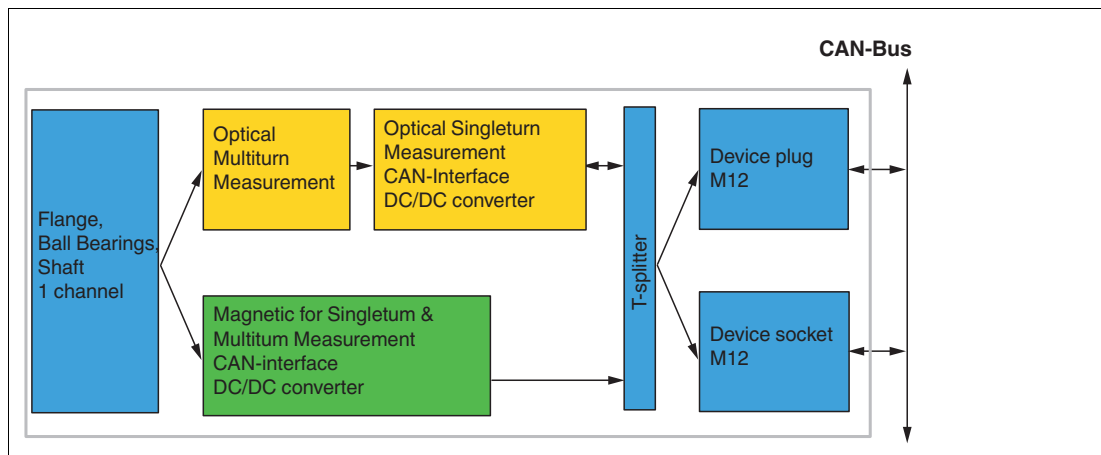 CAN-Bus
Flange,
Ball Bearings,
Shaft
1 channel
Optical
Multiturn
Measurement
Optical Singleturn
Measurement
CAN-Interface
DC/DC converter
Magnetic for Singletum &
Multitum Measurement
CAN-interface
DC/DC converter
T-splitter
Device plug
M12
Device socket
M12